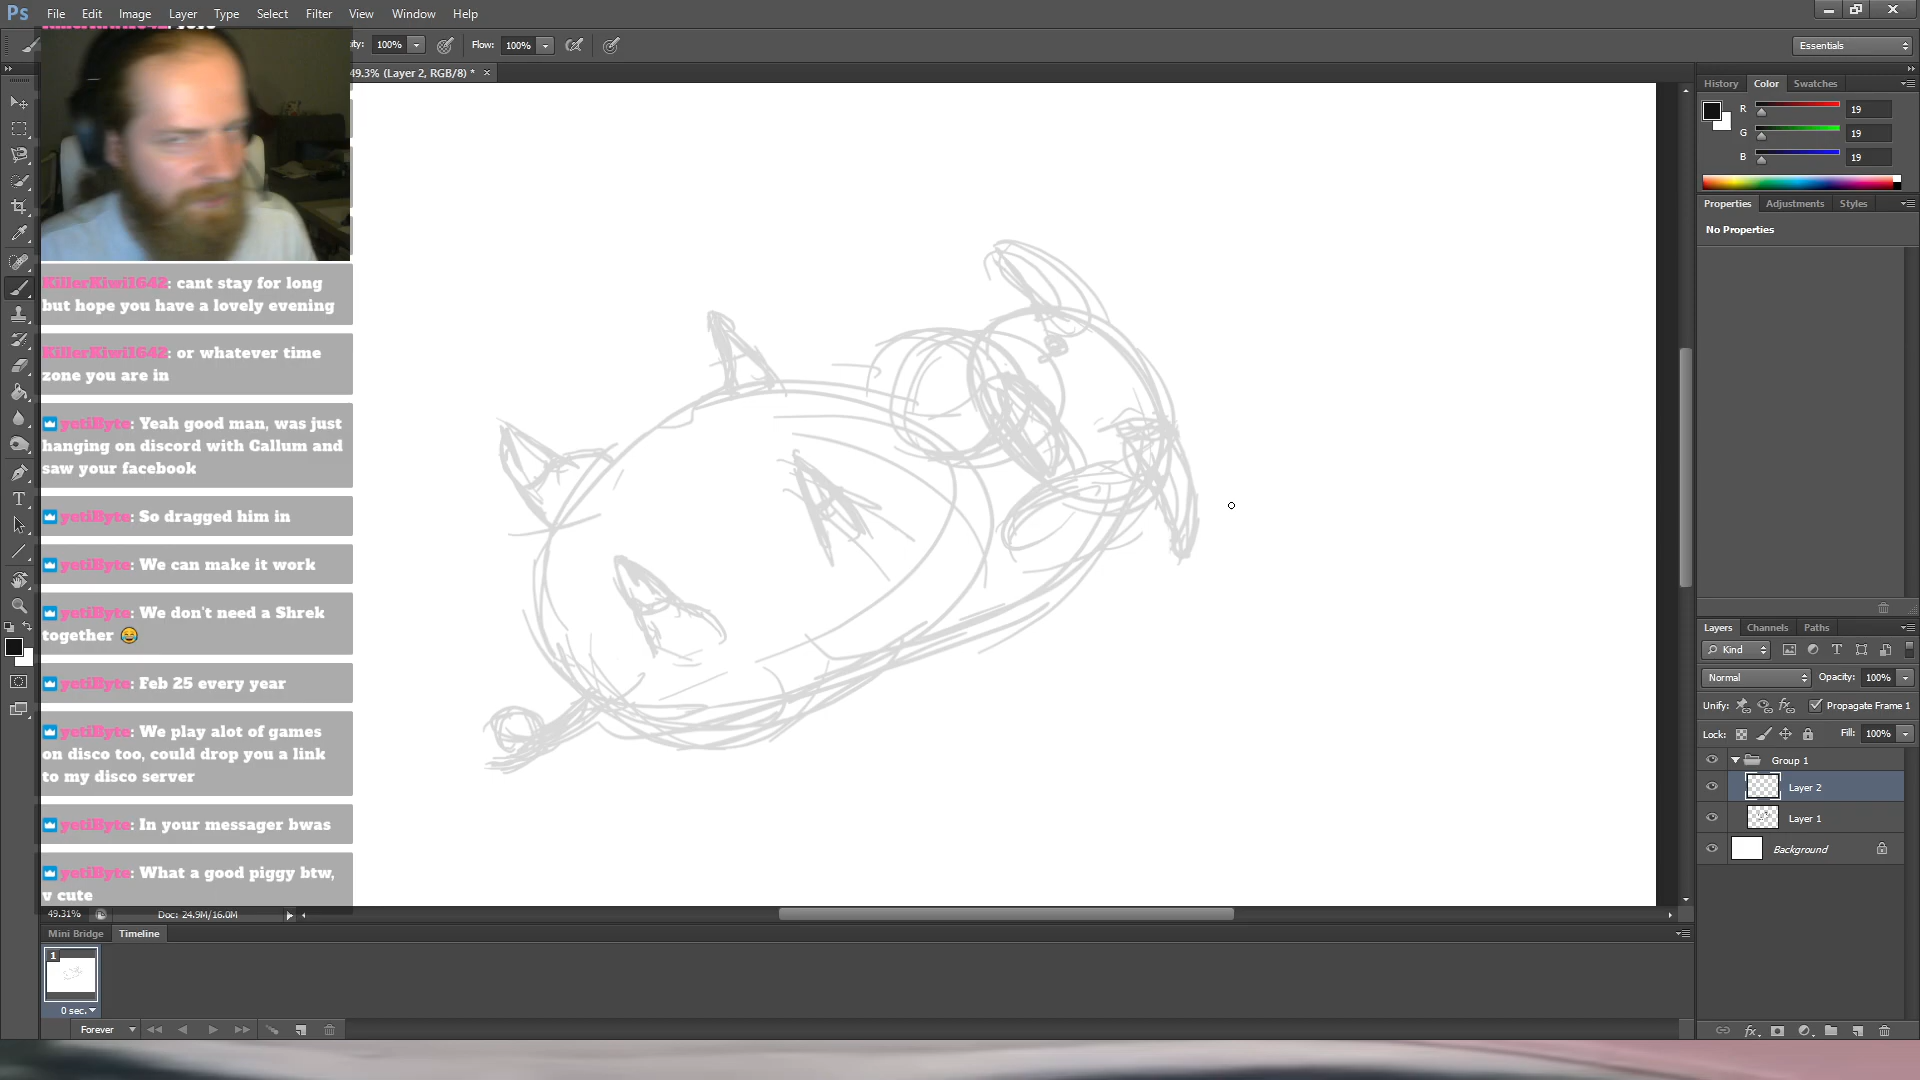 Ps File Edit Image Layer Type Select Filter View Window Help
100% Flow: 100% Essentials
49.3% (Layer 2, RGB/8) * ×
History Color Swatches
R 19
G 19
B 19
Properties Adjustments Styles
No Properties
KillerKiwi1642: cant stay for long
but hope you have a lovely evening
KillerKiwi1642: or whatever time
zone you are in
yetiByte: Yeah good man, was just
hanging on discord with Callum and
saw your facebook
yetiByte: So dragged him in
yetiByte: We can make it work
yetiByte: We don't need a Shrek
together 😂
yetiByte: Feb 25 every year
yetiByte: We play alot of games
on disco too, could drop you a link
to my disco server
yetiByte: In your messager bwas
yetiByte: What a good piggy btw,
v cute
Layers Channels Paths
Kind
Normal Opacity: 100%
Unify: Propagate Frame 1
Lock: Fill: 100%
Group 1
Layer 2
Layer 1
Background
49.31% Doc: 24.9M/16.0M
Mini Bridge Timeline
1
0 sec.
Forever